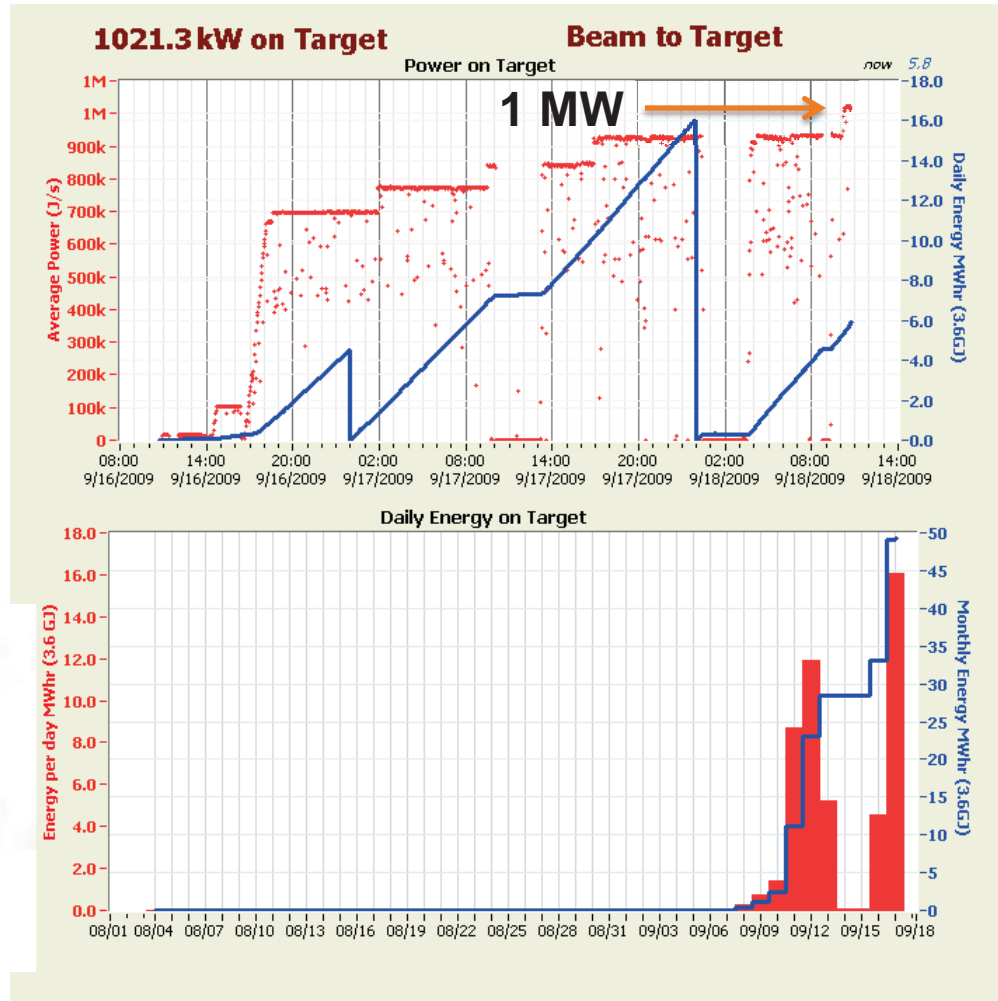 1021.3 kW on Target
Beam to Target
Power on Target
now 5.8
1 MW
1M
1M
900k
800k
700k
600k
500k
400k
300k
200k
100k
0
Average Power (J/s)
18.0
16.0
14.0
12.0
10.0
8.0
6.0
4.0
2.0
0.0
Daily Energy MWhr (3.6GJ)
08:00 14:00 20:00 02:00 08:00 14:00 20:00 02:00 08:00 14:00
9/16/2009 9/16/2009 9/16/2009 9/17/2009 9/17/2009 9/17/2009 9/17/2009 9/18/2009 9/18/2009 9/18/2009
Daily Energy on Target
18.0
16.0
14.0
12.0
10.0
8.0
6.0
4.0
2.0
0.0
Energy per day MWhr (3.6 GJ)
50
45
40
35
30
25
20
15
10
5
0
Monthly Energy MWhr (3.6GJ)
08/01 08/04 08/07 08/10 08/13 08/16 08/19 08/22 08/25 08/28 08/31 09/03 09/06 09/09 09/12 09/15 09/18